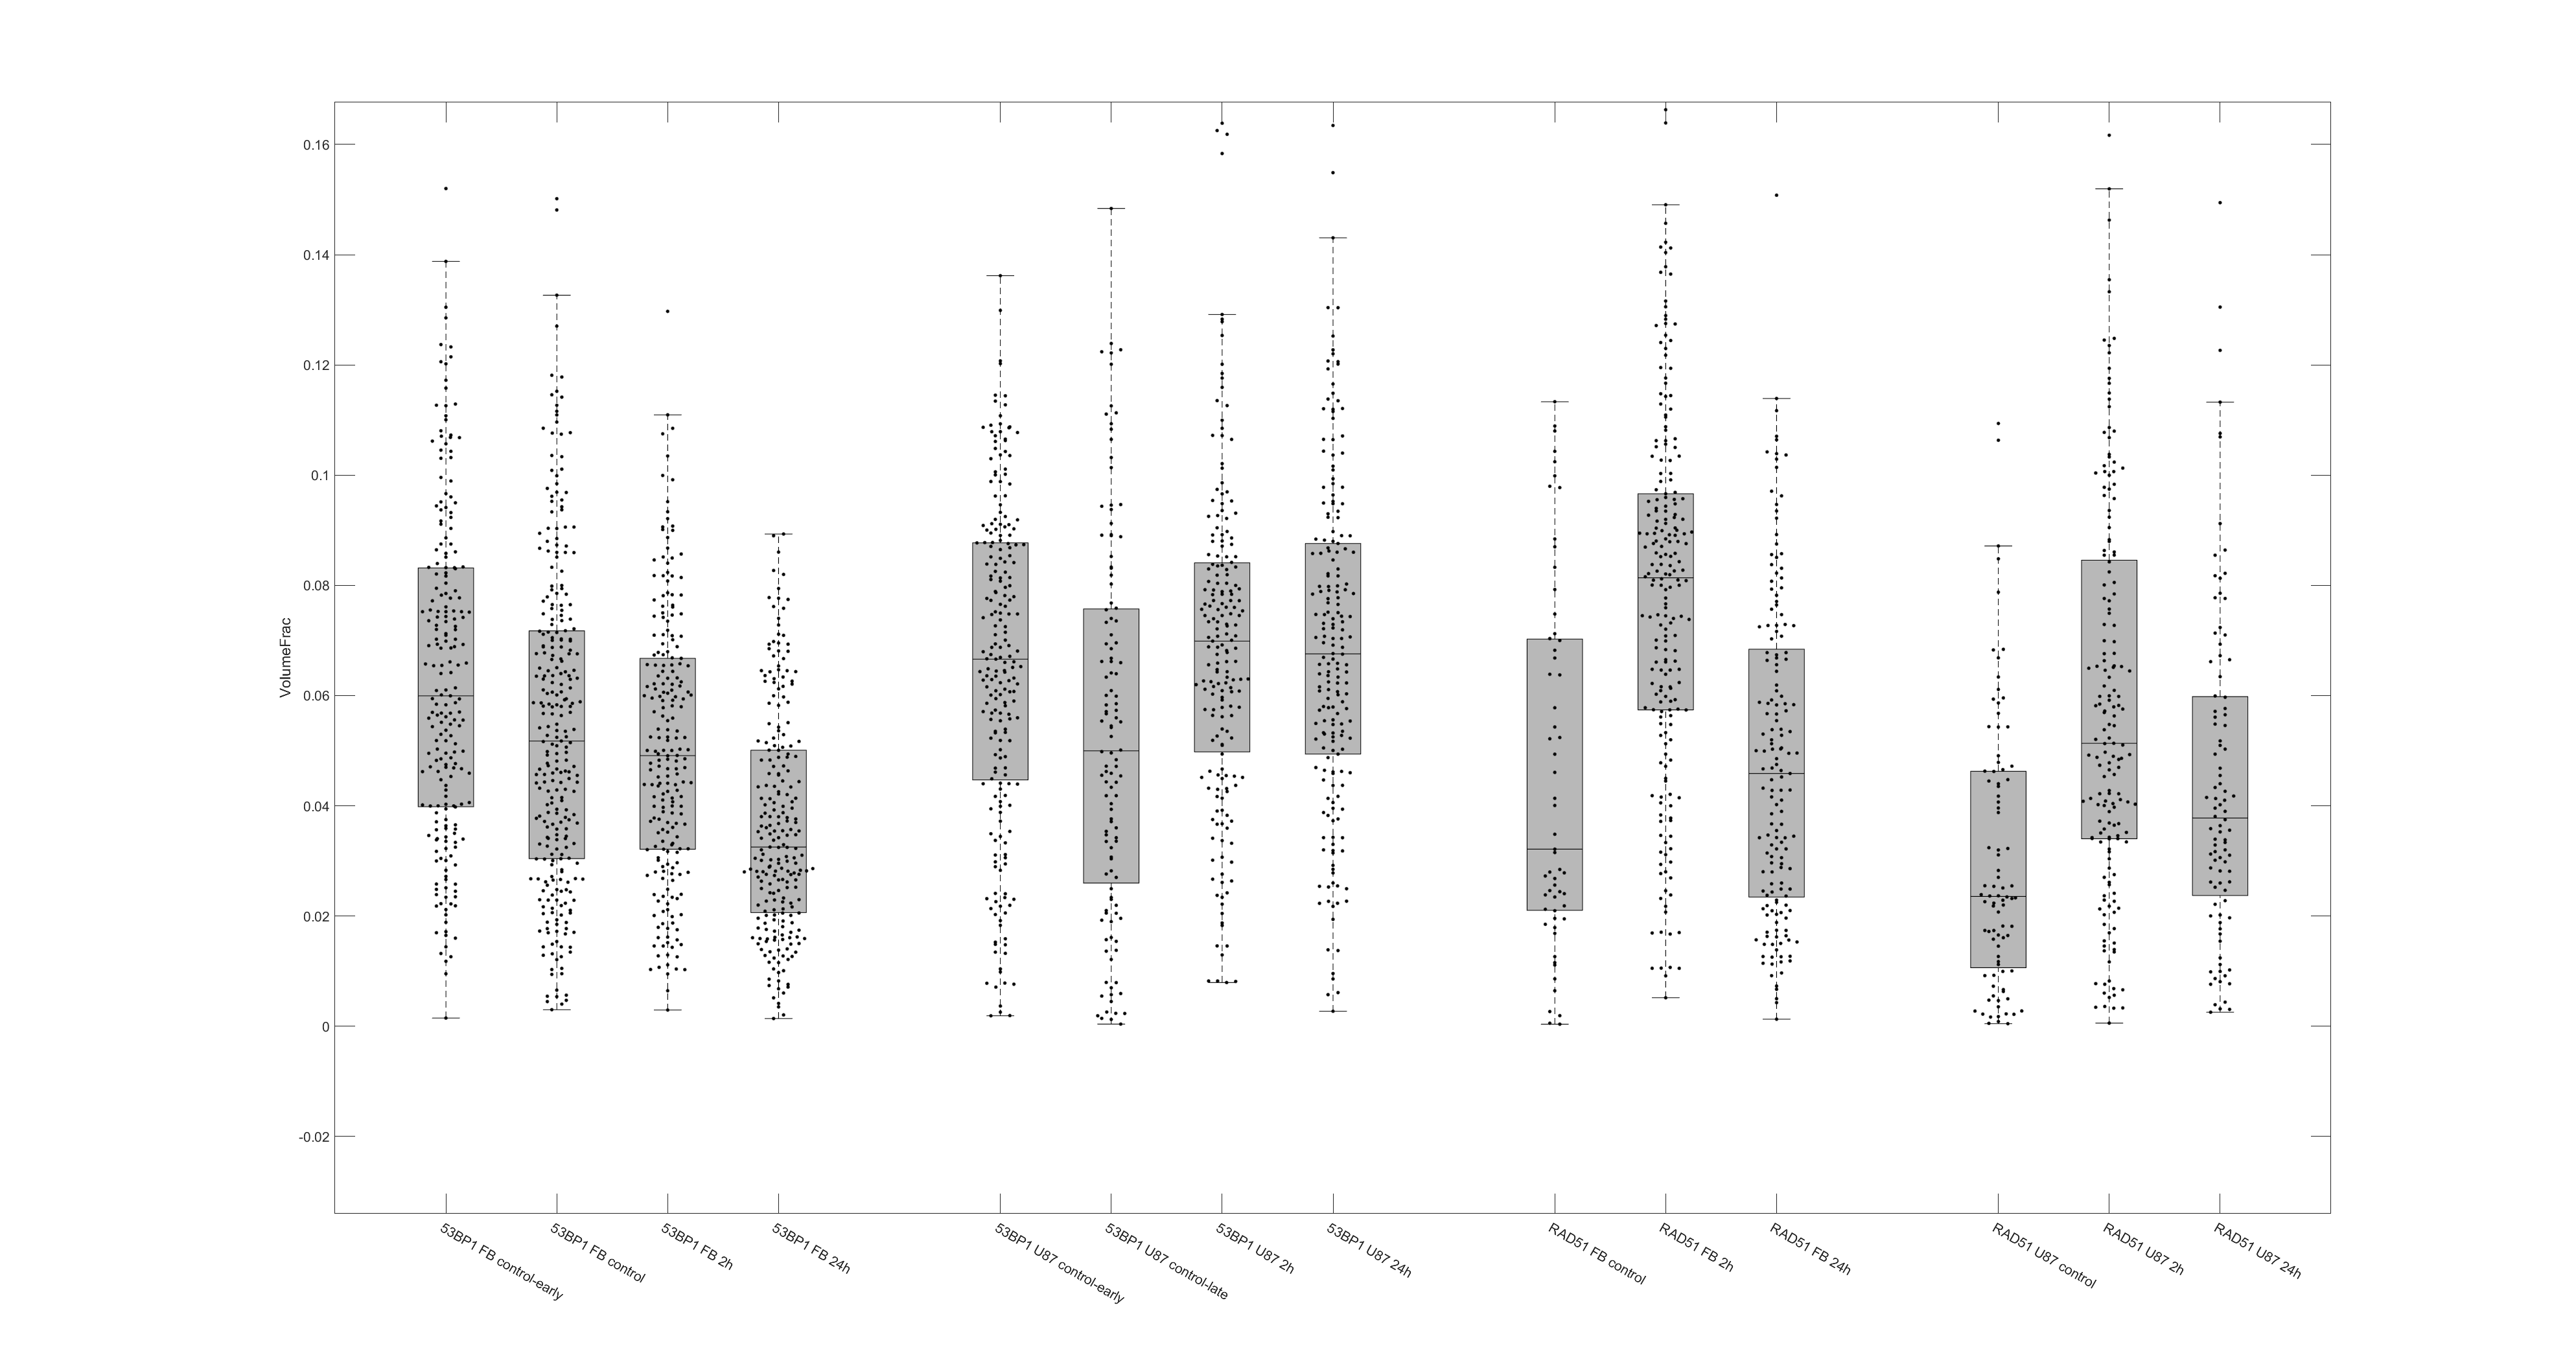 0.16
0.14
0.12
0.1
0.08
0.06
0.04
0.02
0
-0.02
VolumeFrac
53BP1 FB control-early
53BP1 FB control
53BP1 FB 2h
53BP1 FB 24h
53BP1 U87 control-early
53BP1 U87 control-late
53BP1 U87 2h
53BP1 U87 24h
RAD51 FB control
RAD51 FB 2h
RAD51 FB 24h
RAD51 U87 control
RAD51 U87 2h
RAD51 U87 24h